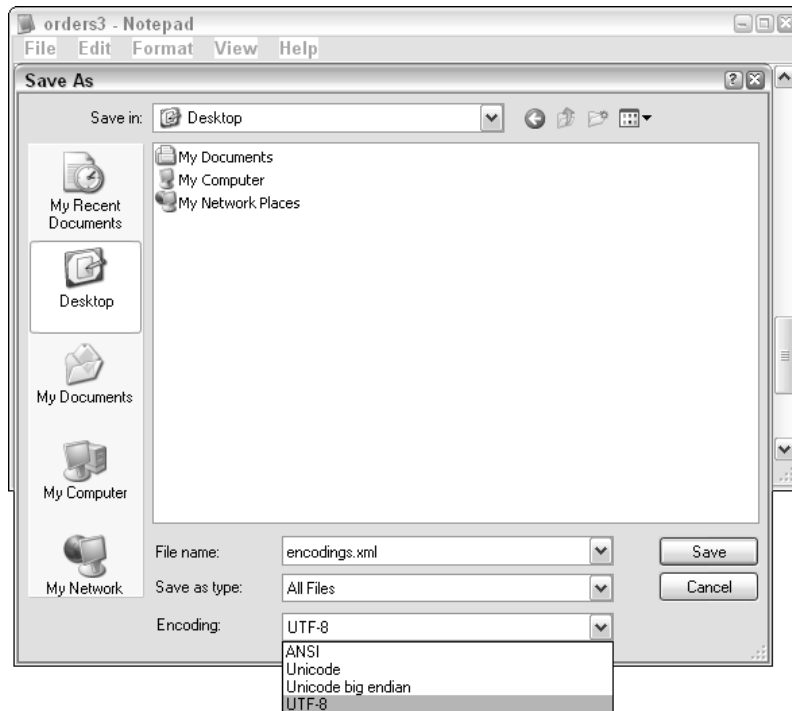 orders3 - Notepad
File Edit Format View Help
Save As
Save in: Desktop
My Recent
Documents
Desktop
My Documents
My Computer
My Network
My Documents
My Computer
My Network Places
File name: encodings.xml Save
Save as type: All Files Cancel
Encoding: UTF-8
ANSI
Unicode
Unicode big endian
UTF-8